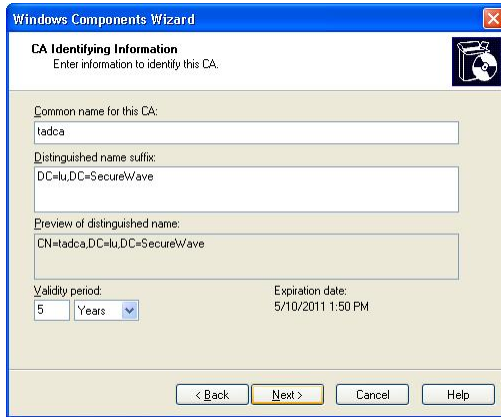 Windows Components Wizard
CA Identifying Information
Enter information to identify this CA.
Common name for this CA:
tadca
Distinguished name suffix:
DC=lu,DC=SecureWave
Preview of distinguished name:
CN=tadca,DC=lu,DC=SecureWave
Validity period:
Expiration date:
5 Years
5/10/2011 1:50 PM
< Back Next > Cancel Help